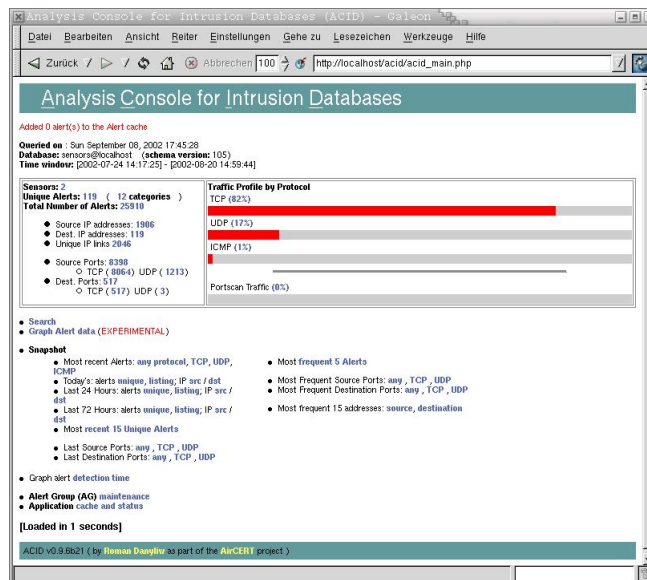 Analysis Console for Intrusion Databases (ACID) - Galeon
Datei Bearbeiten Ansicht Reiter Einstellungen Gehe zu Lesezeichen Werkzeuge Hilfe
Zurück / / Abbrechen 100 http://localhost/acid/acid_main.php
Analysis Console for Intrusion Databases
Added 0 alert(s) to the Alert cache
Queried on : Sun September 08, 2002 17:45:28
Database: sensors@localhost (schema version: 105)
Time window: [2002-07-24 14:17:25] - [2002-08-20 14:59:44]
Sensors: 2
Unique Alerts: 119 ( 12 categories )
Total Number of Alerts: 25910
Source IP addresses: 1906
Dest. IP addresses: 119
Unique IP links 2046
Source Ports: 8398
TCP ( 8064) UDP ( 1213)
Dest. Ports: 517
TCP ( 517) UDP ( 3)
Traffic Profile by Protocol
TCP (82%)
UDP (17%)
ICMP (1%)
Portscan Traffic (0%)
Search
Graph Alert data (EXPERIMENTAL)
Snapshot
Most recent Alerts: any protocol, TCP, UDP,
ICMP
Today's: alerts unique, listing; IP src / dst
Last 24 Hours: alerts unique, listing; IP src /
dst
Last 72 Hours: alerts unique, listing; IP src /
dst
Most recent 15 Unique Alerts
Last Source Ports: any , TCP , UDP
Last Destination Ports: any , TCP , UDP
Most frequent 5 Alerts
Most Frequent Source Ports: any , TCP , UDP
Most Frequent Destination Ports: any , TCP , UDP
Most frequent 15 addresses: source, destination
Graph alert detection time
Alert Group (AG) maintenance
Application cache and status
[Loaded in 1 seconds]
ACID v0.9.6b21 ( by Roman Danyliw as part of the AirCERT project )